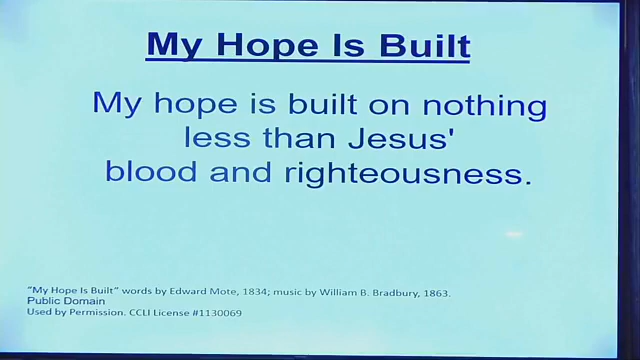 My Hope Is Built
My hope is built on nothing
less than Jesus'
blood and righteousness.
"My Hope Is Built" words by Edward Mote, 1834; music by William B. Bradbury, 1863.
Public Domain
Used by Permission. CCLI License #1130069